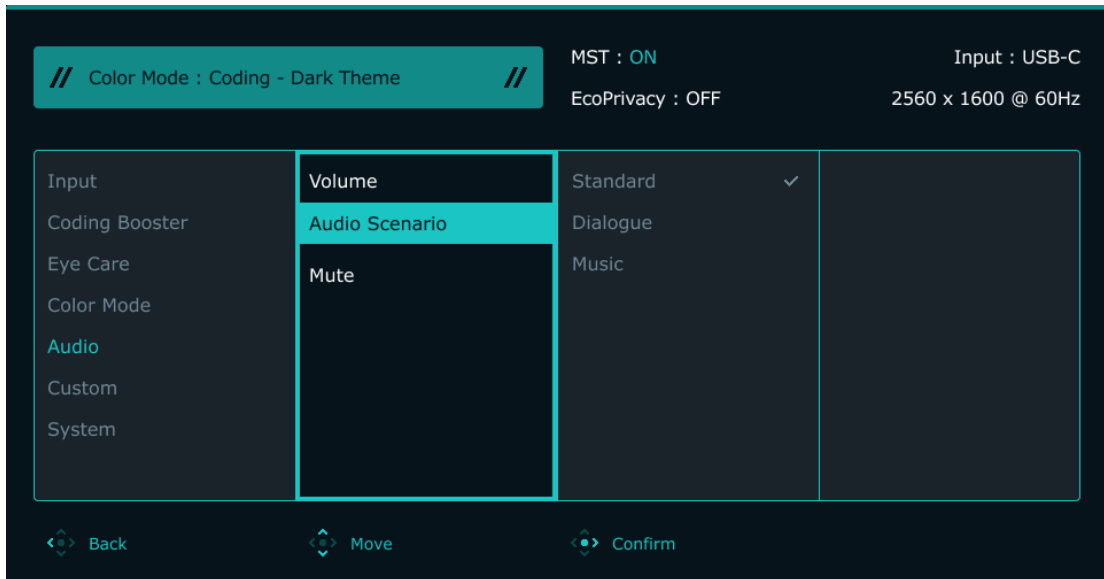 // Color Mode : Coding - Dark Theme //
MST : ON
Input : USB-C
EcoPrivacy : OFF
2560 x 1600 @ 60Hz
Input
Coding Booster
Eye Care
Color Mode
Audio
Custom
System
Volume
Audio Scenario
Mute
Standard
Dialogue
Music
Back
Move
Confirm